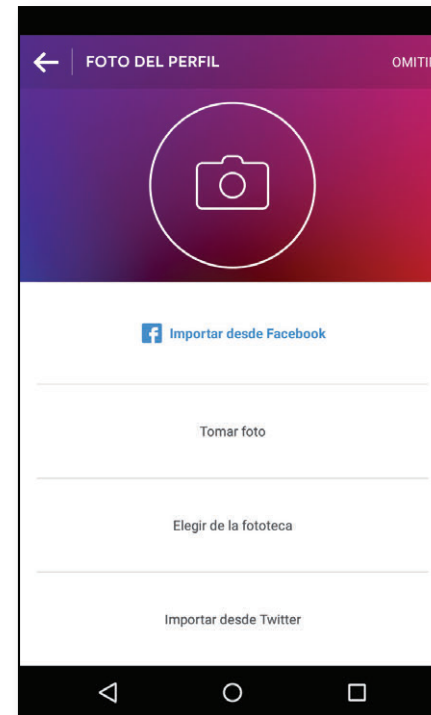 FOTO DEL PERFIL
Importar desde Facebook
Tomar foto
Elegir de la fototeca
Importar desde Twitter